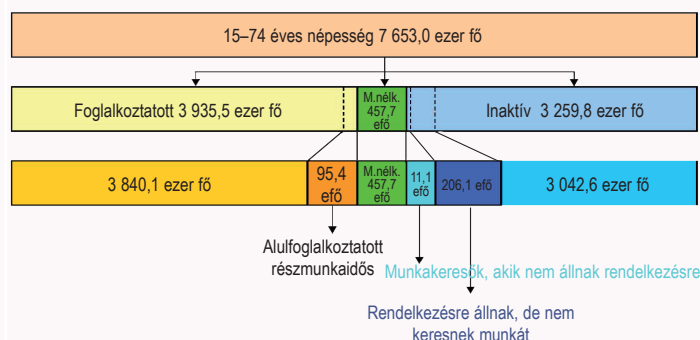 15–74 éves népesség 7 653,0 ezer fő
Foglalkoztatott 3 935,5 ezer fő
M.nélk.
457,7
efő
Inaktív 3 259,8 ezer fő
3 840,1 ezer fő
95,4
efő
M.nélk.
457,7
efő
11,1
efő
206,1 efő
3 042,6 ezer fő
Alulfoglalkoztatott
részmunkaidős
Munkakeresők, akik nem állnak rendelkezésre
Rendelkezésre állnak, de nem
keresnek munkát